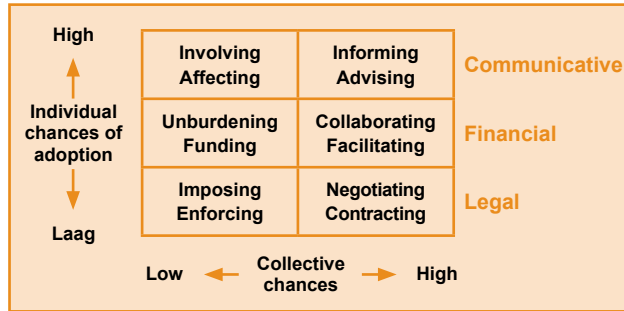 High
Involving
Affecting
Informing
Advising
Communicative
Individual
chances of
adoption
Unburdening
Funding
Collaborating
Facilitating
Financial
Imposing
Enforcing
Negotiating
Contracting
Legal
Laag
Low
Collective
chances
High